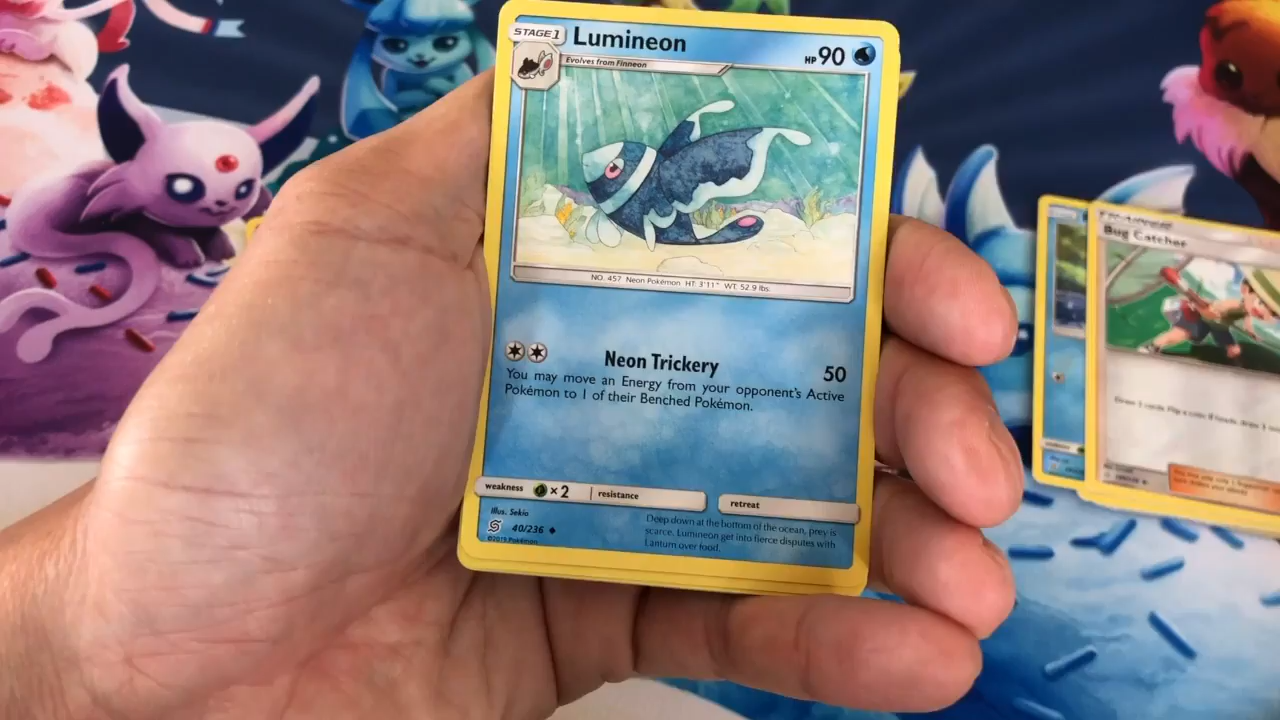 STAGE1
Lumineon
HP 90
Evolves from Finneon
NO. 457 Neon Pokémon HT: 3'11" WT: 52.9 lbs.
Neon Trickery 50
You may move an Energy from your opponent's Active
Pokémon to 1 of their Benched Pokémon.
weakness ×2 resistance retreat
Illus. Sekio
40/236
©2019 Pokémon
Deep down at the bottom of the ocean, prey is
scarce. Lumineon get into fierce disputes with
Lanturn over food.
Bug Catcher